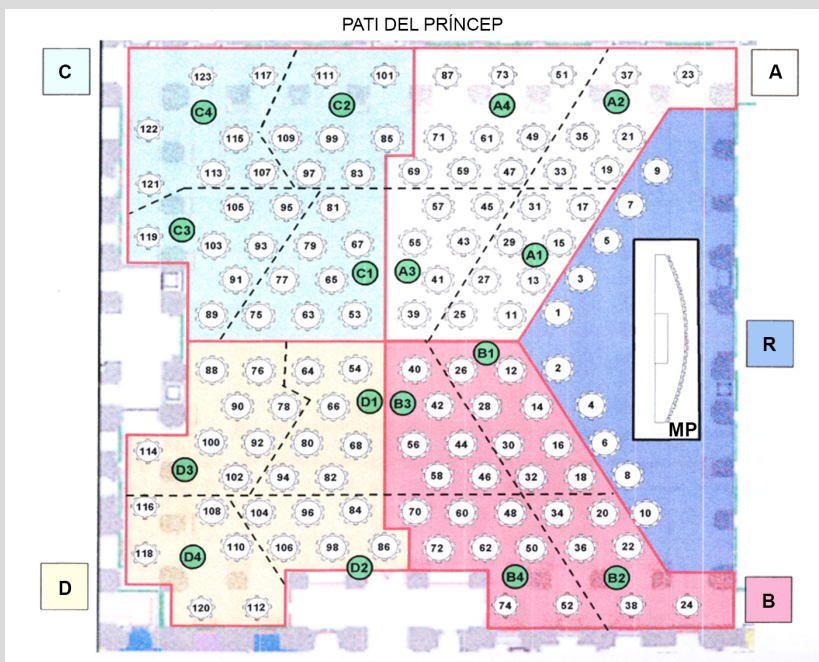 PATI DEL PRÍNCEP
C
A
123 117 111 101 87 73 51 37 23
C4 C2 A4 A2
122 115 109 99 85 71 61 49 35 21
121 113 107 97 83 69 59 47 33 19 9
105 95 81 57 45 31 17 7
119 C3 103 93 79 67 55 43 29 15 5
C1 A3 A1
91 77 65 41 27 13 3
89 75 63 53 39 25 11 1
R
B1
88 76 64 54 40 26 12 2
90 78 66 D1 B3 42 28 14 4
MP
114 100 92 80 68 56 44 30 16 6
D3 102 94 82 58 46 32 18 8
116 108 104 96 84 70 60 48 34 20 10
118 D4 110 106 98 86 72 62 50 36 22
D2 B4 B2
D
B
120 112 74 52 38 24